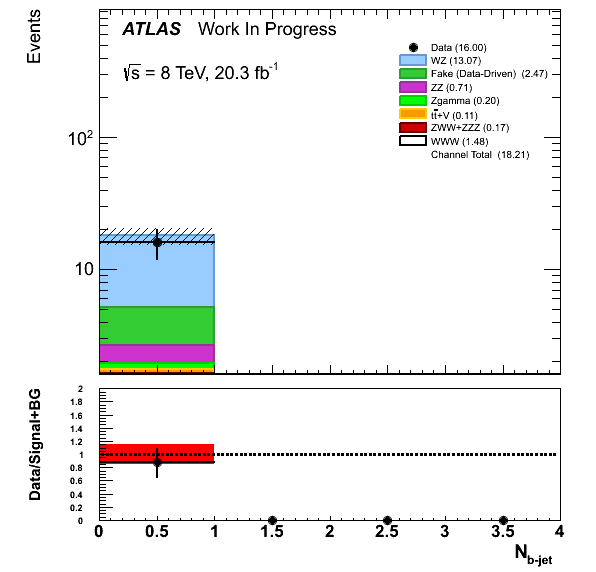 Events
ATLAS Work In Progress
√s = 8 TeV, 20.3 fb⁻¹
Data (16.00)
WZ (13.07)
Fake (Data-Driven) (2.47)
ZZ (0.71)
Zgamma (0.20)
tt̄+V (0.11)
ZWW+ZZZ (0.17)
WWW (1.48)
Channel Total (18.21)
10²
10
Data/Signal+BG
2
1.8
1.6
1.4
1.2
1
0.8
0.6
0.4
0.2
0
0 0.5 1 1.5 2 2.5 3 3.5 4
N_b-jet